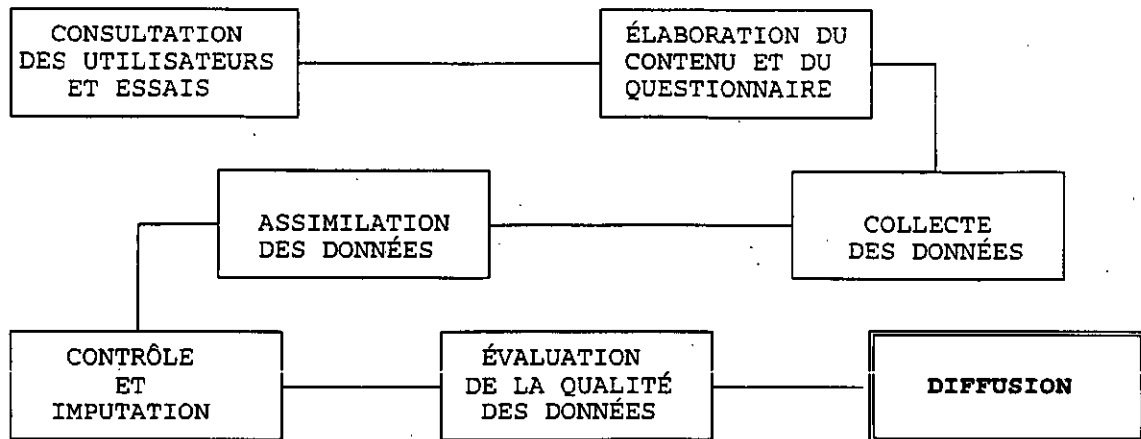 CONSULTATION
DES UTILISATEURS
ET ESSAIS
ÉLABORATION DU
CONTENU ET DU
QUESTIONNAIRE
COLLECTE
DES DONNÉES
ASSIMILATION
DES DONNÉES
CONTRÔLE
ET
IMPUTATION
ÉVALUATION
DE LA QUALITÉ
DES DONNÉES
DIFFUSION